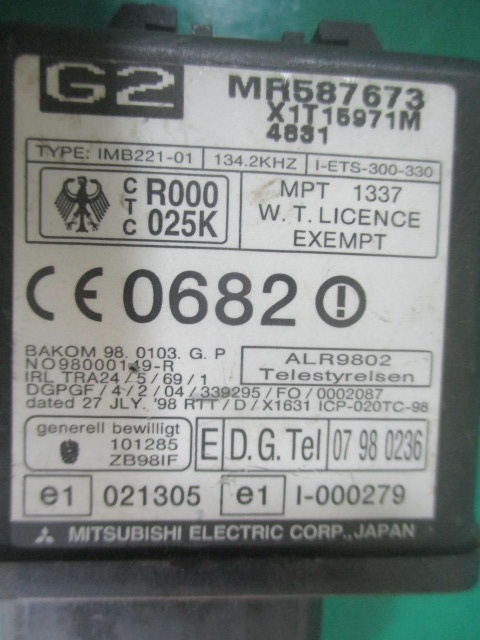 G2 MR587673
X1T15971M
4831
TYPE: IMB221-01 134.2KHZ I-ETS-300-330
CTC R000 025K
MPT 1337
W. T. LICENCE
EXEMPT
CE 0682
BAKOM 98. 0103. G. P
NO98000149-R
IRL TRA24/5/69/1
ALR9802
Telestyrelsen
DGPGF/4/2/04/339295/FO/0002087
dated 27 JLY. '98 RTT/D/X1631 ICP-020TC-98
generell bewilligt
101285
ZB98IF
E D.G.Tel 07 98 0236
e1 021305 e1 I-000279
MITSUBISHI ELECTRIC CORP., JAPAN